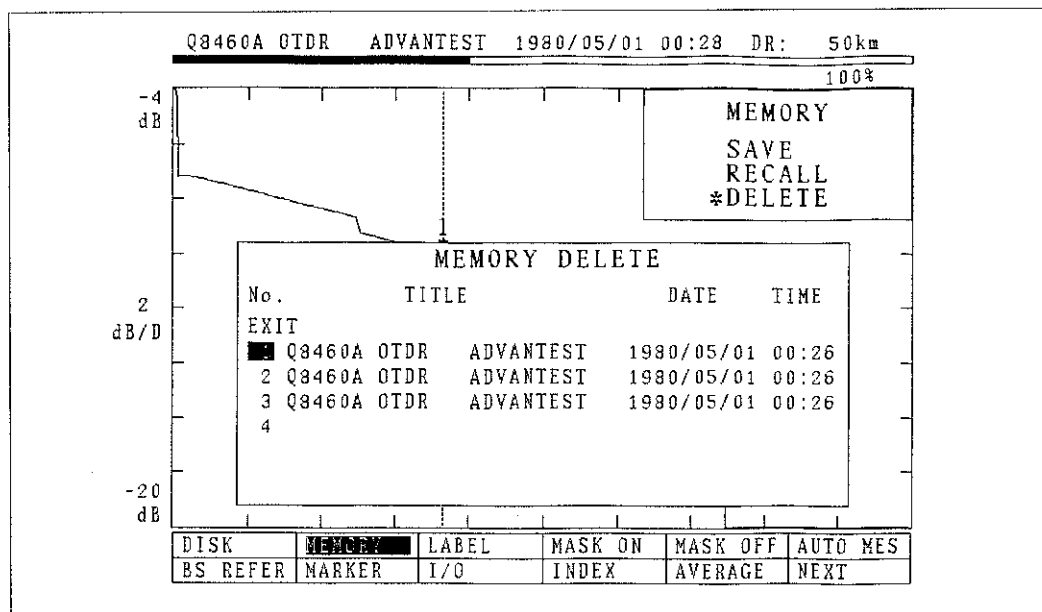 Q8460A OTDR ADVANTEST 1980/05/01 00:28 DR: 50km
100%
-4
dB
MEMORY
SAVE
RECALL
*DELETE
1
MEMORY DELETE
No. TITLE DATE TIME
EXIT
1 Q8460A OTDR ADVANTEST 1980/05/01 00:26
2 Q8460A OTDR ADVANTEST 1980/05/01 00:26
3 Q8460A OTDR ADVANTEST 1980/05/01 00:26
4
2
dB/D
-20
dB
DISK MEMORY LABEL MASK ON MASK OFF AUTO MES
BS REFER MARKER I/O INDEX AVERAGE NEXT